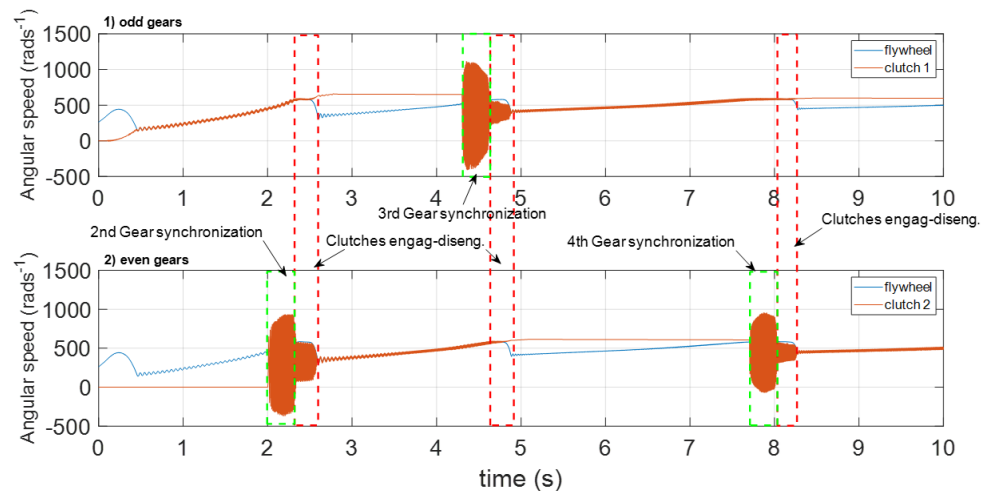 1) odd gears
1500
1000
500
0
-500
Angular speed (rads⁻¹)
flywheel
clutch 1
0 1 2 3 4 5 6 7 8 9 10
3rd Gear synchronization
2nd Gear synchronization
Clutches engag-diseng.
4th Gear synchronization
Clutches engag-diseng.
2) even gears
1500
1000
500
0
-500
Angular speed (rads⁻¹)
flywheel
clutch 2
0 1 2 3 4 5 6 7 8 9 10
time (s)